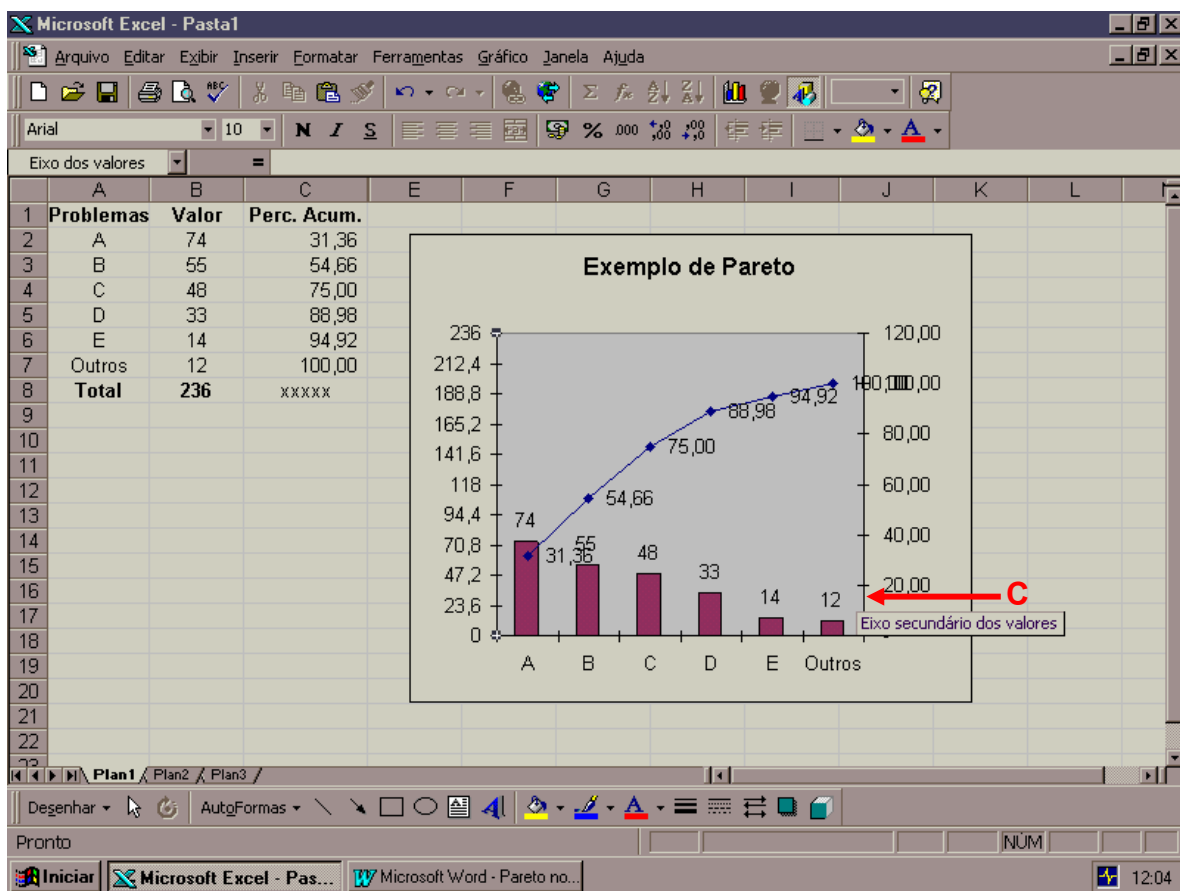 Microsoft Excel - Pasta1
Arquivo Editar Exibir Inserir Formatar Ferramentas Gráfico Janela Ajuda
Arial 10 N I S % 000
Eixo dos valores =
A B C E F G H I J K L
1 Problemas Valor Perc. Acum.
2 A 74 31,36
3 B 55 54,66
4 C 48 75,00
5 D 33 88,98
6 E 14 94,92
7 Outros 12 100,00
8 Total 236 xxxxx
9
10
11
12
13
14
15
16
17
18
19
20
21
22
23
Exemplo de Pareto
236 120,00
212,4
188,8 100,00 100,00
94,92
88,98
165,2
80,00
141,6 75,00
118 60,00
54,66
94,4 74
40,00
70,8 31,36 55 48
47,2 33
20,00 C
23,6 14 12
Eixo secundário dos valores
0
A B C D E Outros
Plan1 Plan2 Plan3
Desenhar AutoFormas
Pronto NÚM
Iniciar Microsoft Excel - Pas... Microsoft Word - Pareto no... 12:04